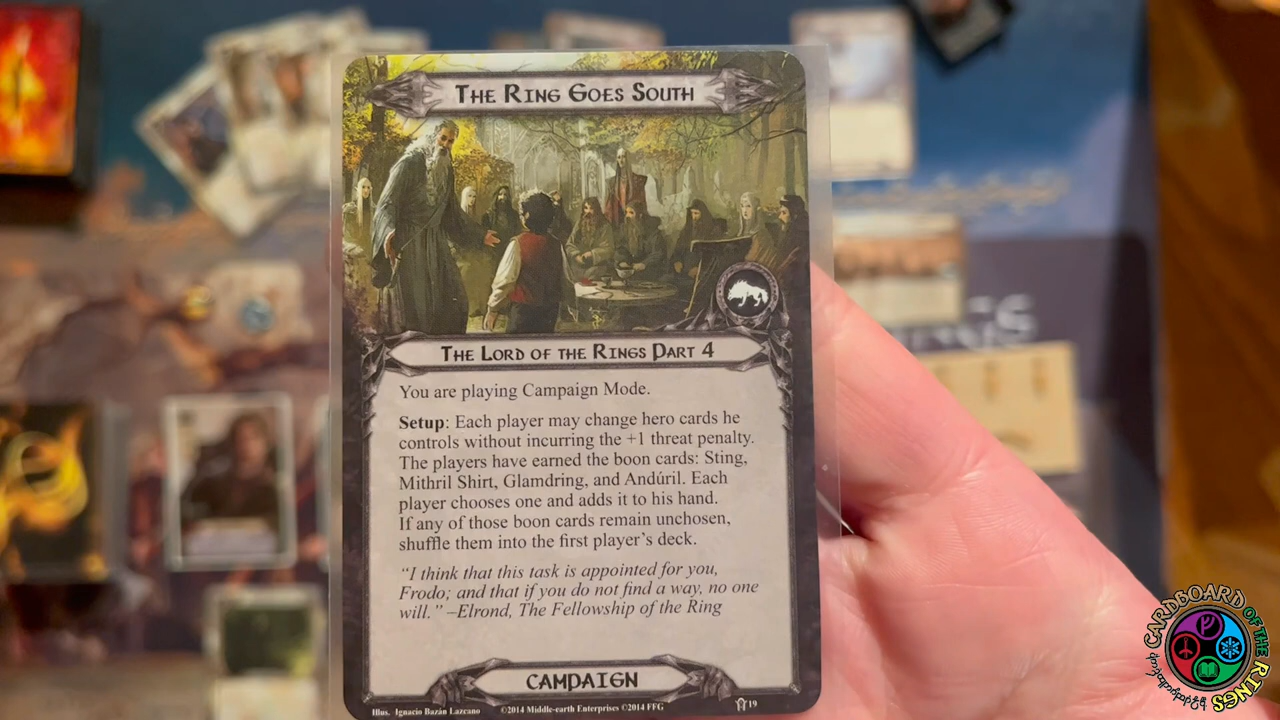 The Ring Goes South
The Lord of the Rings Part 4
You are playing Campaign Mode.
Setup: Each player may change hero cards he
controls without incurring the +1 threat penalty.
The players have earned the boon cards: Sting,
Mithril Shirt, Glamdring, and Andúril. Each
player chooses one and adds it to his hand.
If any of those boon cards remain unchosen,
shuffle them into the first player's deck.
“I think that this task is appointed for you,
Frodo; and that if you do not find a way, no one
will.” –Elrond, The Fellowship of the Ring
CAMPAIGN
Illus. Ignacio Bazán Lazcano
©2014 Middle-earth Enterprises ©2014 FFG
19
CARDBOARD OF THE RINGS